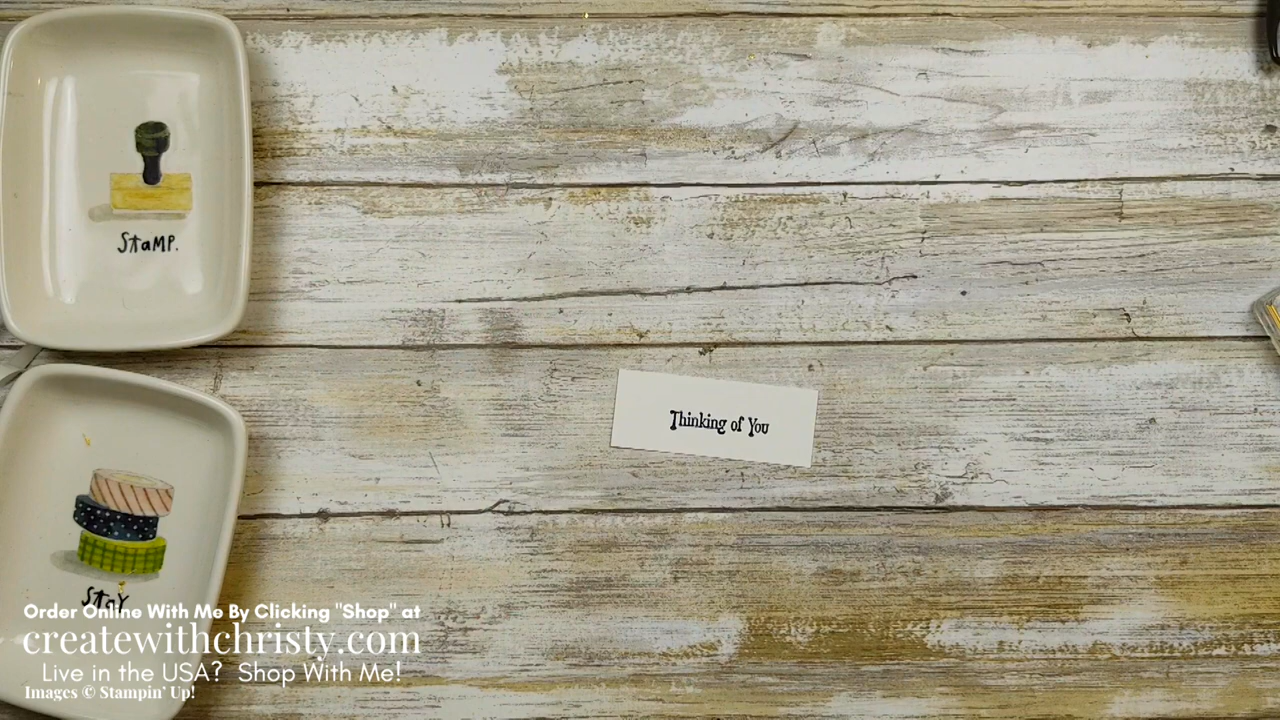 STaMP.
Thinking of You
StaY
Order Online With Me By Clicking "Shop" at
createwithchristy.com
Live in the USA? Shop With Me!
Images © Stampin' Up!